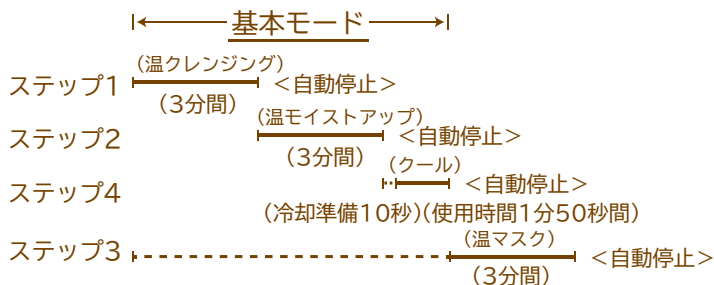 基本モード
（温クレンジング）
ステップ1 ＜自動停止＞
（3分間）
（温モイストアップ）
ステップ2 ＜自動停止＞
（3分間）
（クール）
ステップ4 ＜自動停止＞
（冷却準備10秒）（使用時間1分50秒間）
（温マスク）
ステップ3 ＜自動停止＞
（3分間）